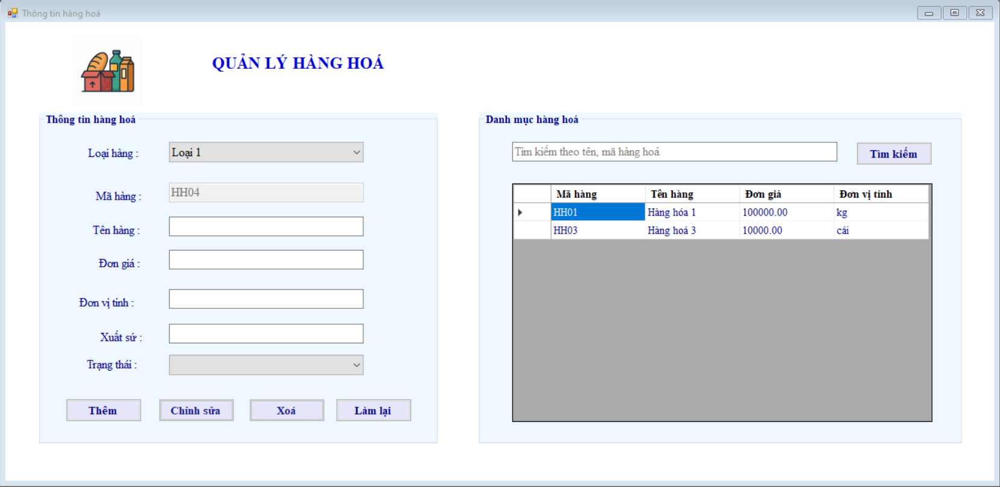 Thông tin hàng hoá
QUẢN LÝ HÀNG HOÁ
Thông tin hàng hoá
Loại hàng :
Loại 1
Mã hàng :
HH04
Tên hàng :
Đơn giá :
Đơn vị tính :
Xuất sứ :
Trạng thái :
Thêm
Chỉnh sửa
Xoá
Làm lại
Danh mục hàng hoá
Tìm kiếm theo tên, mã hàng hoá
Tìm kiếm
Mã hàng Tên hàng Đơn giá Đơn vị tính
HH01 Hàng hóa 1 100000.00 kg
HH03 Hàng hoá 3 10000.00 cái